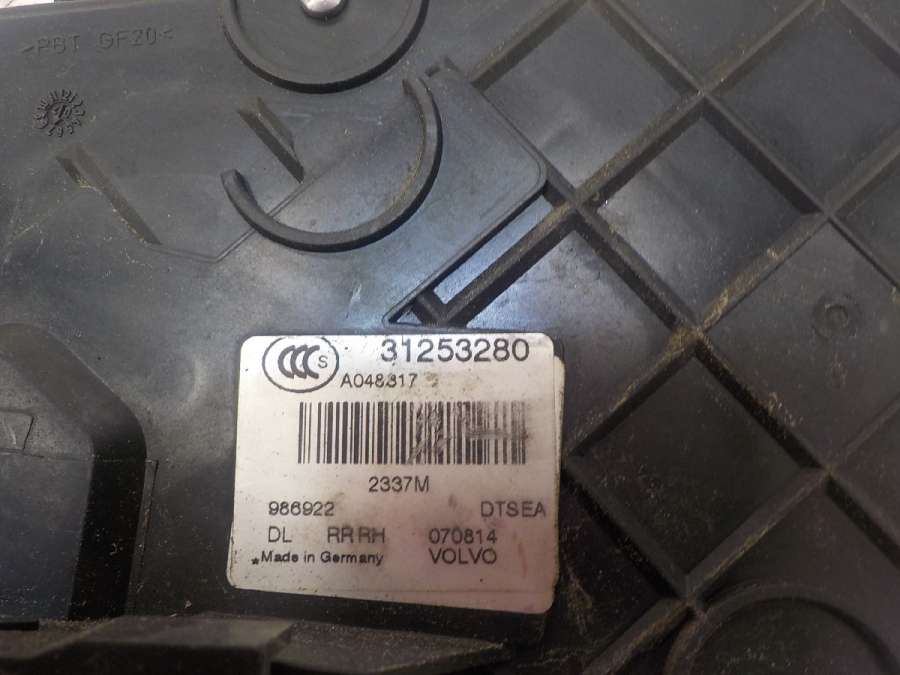 >PBT GF20<
31253280
S
A048317
2337M
986922 DTSEA
DL RR RH 070814
*Made in Germany VOLVO